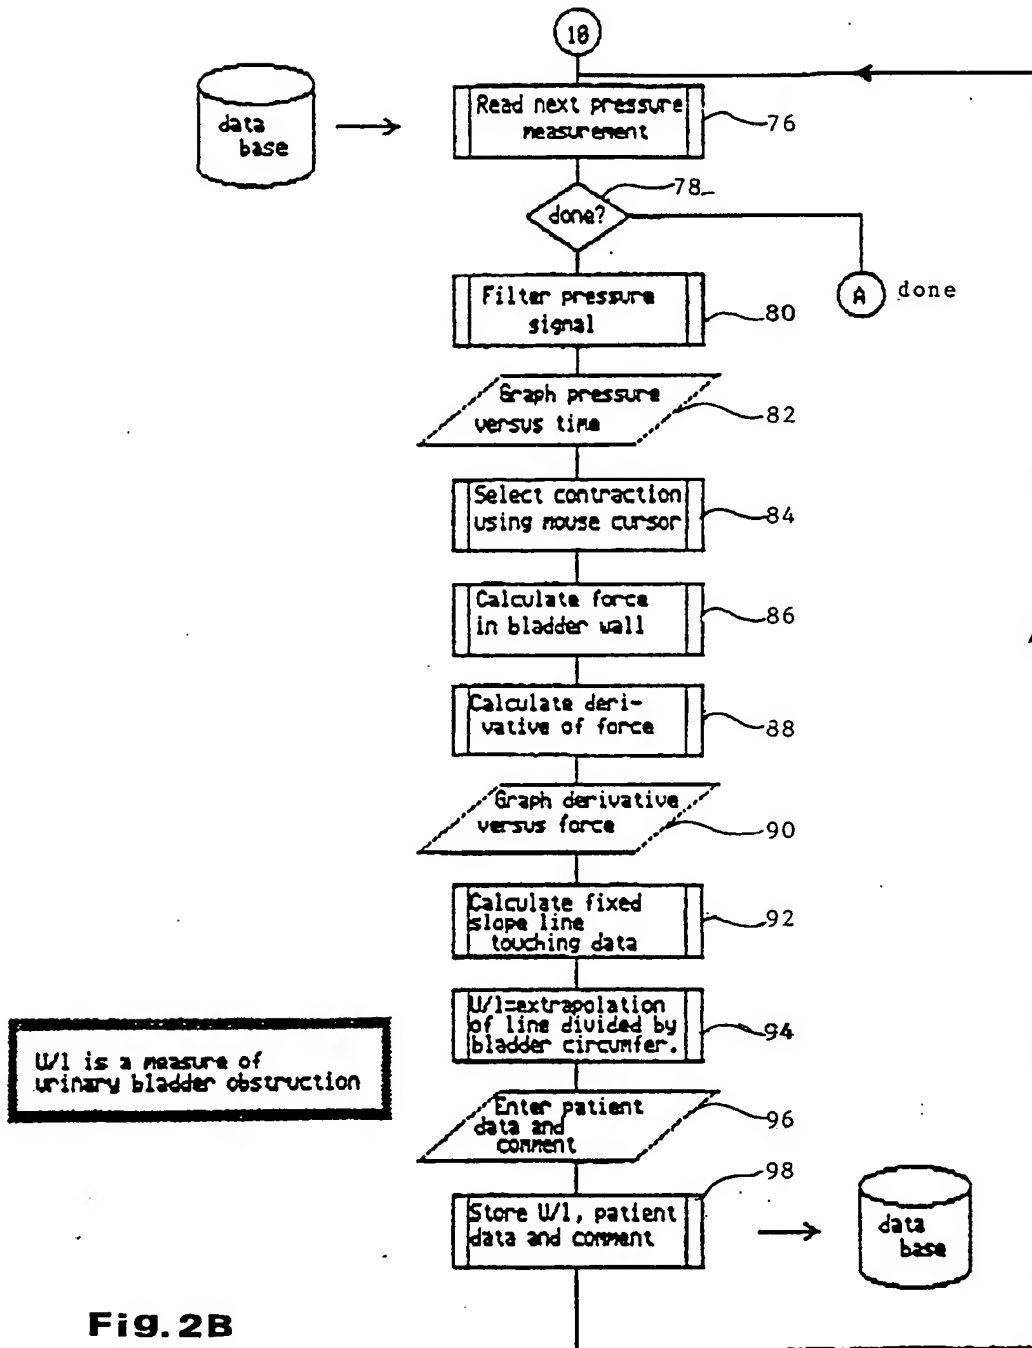 10
data
base
Read next pressure
measurement
76
78
done?
A
done
Filter pressure
signal
80
Graph pressure
versus time
82
Select contraction
using mouse cursor
84
Calculate force
in bladder wall
86
Calculate deri-
vative of force
88
Graph derivative
versus force
90
Calculate fixed
slope line
touching data
92
U/l=extrapolation
of line divided by
bladder circumfer.
94
U/l is a measure of
urinary bladder obstruction
Enter patient
data and
comment
96
98
Store U/l, patient
data and comment
data
base
Fig. 2B